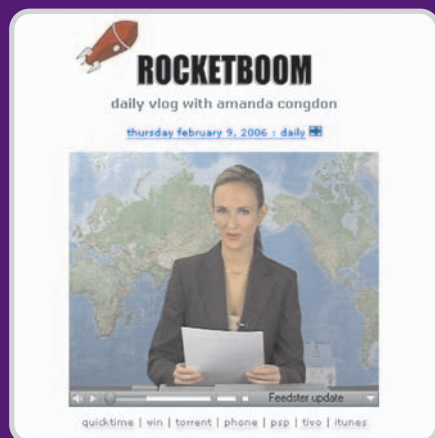 ROCKETBOOM
daily vlog with amanda congdon
thursday february 9, 2006 : daily
Feedster update
quicktime | win | torrent | phone | psp | tivo | itunes